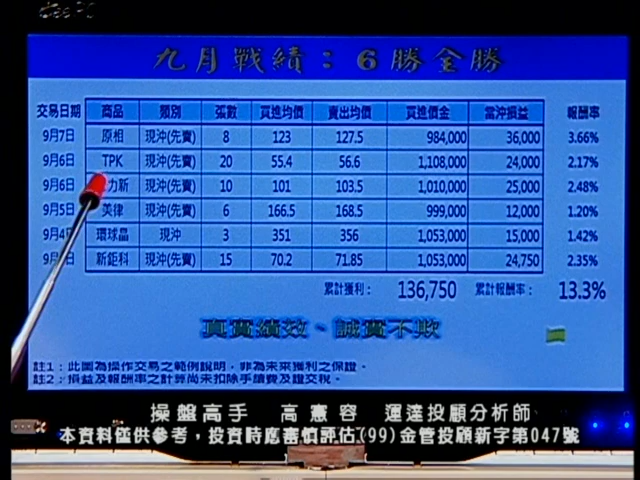 九月戰績：6勝全勝
交易日期 商品 類別 張數 買進均價 賣出均價 買進價金 當沖損益 報酬率
9月7日 原相 現沖(先賣) 8 123 127.5 984,000 36,000 3.66%
9月6日 TPK 現沖(先賣) 20 55.4 56.6 1,108,000 24,000 2.17%
9月6日 力新 現沖(先賣) 10 101 103.5 1,010,000 25,000 2.48%
9月5日 美律 現沖(先賣) 6 166.5 168.5 999,000 12,000 1.20%
9月4日 環球晶 現沖 3 351 356 1,053,000 15,000 1.42%
9月 日 新鉅科 現沖(先賣) 15 70.2 71.85 1,053,000 24,750 2.35%
累計獲利： 136,750 累計報酬率： 13.3%
真實績效、誠實不欺
註1：此圖為操作交易之範例說明，非為未來獲利之保證。
註2：損益及報酬率之計算尚未扣除手續費及證交稅。
操盤高手 高憲容 運達投顧分析師
本資料僅供參考，投資時應審慎評估(99)金管投顧新字第047號